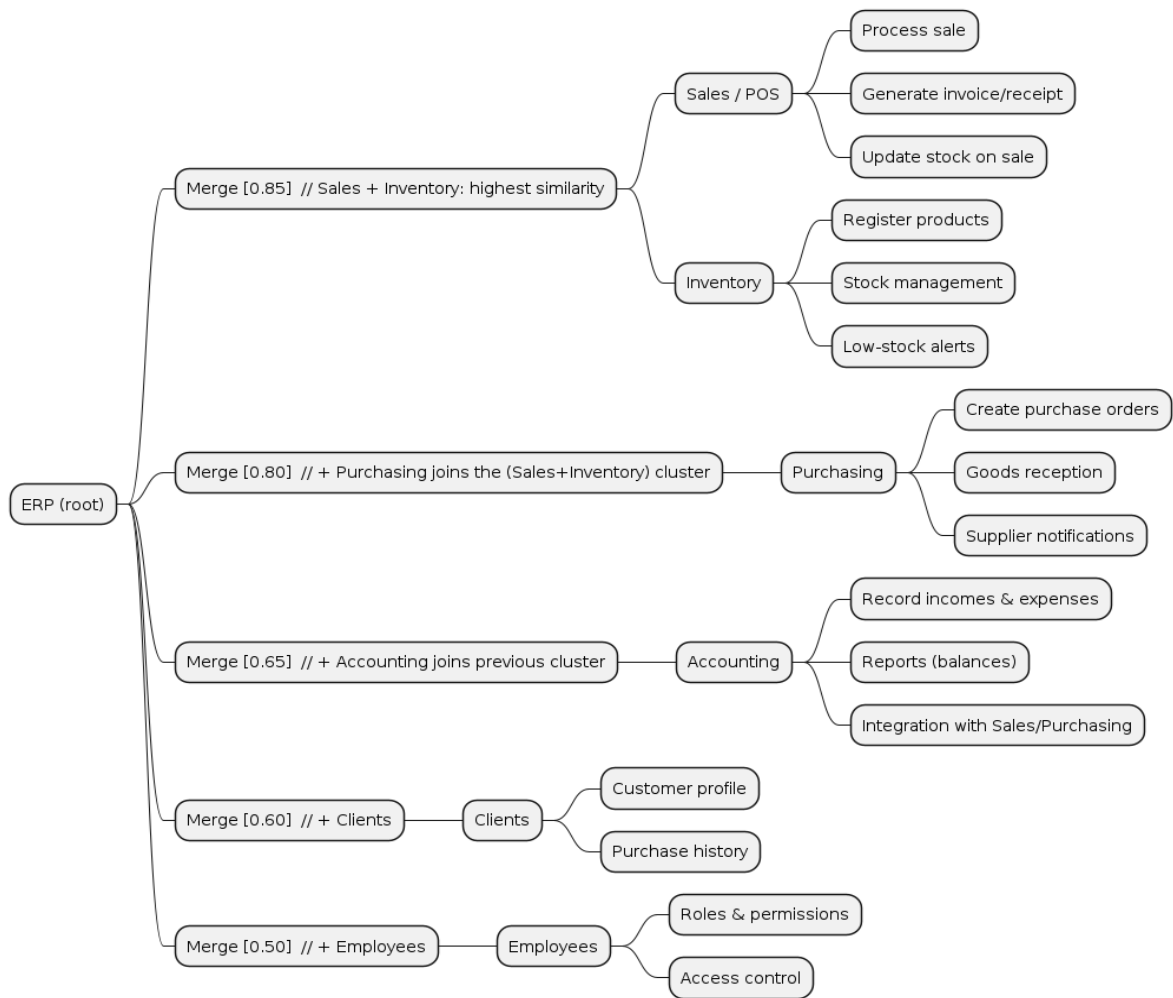 ERP (root)
Merge [0.85]  // Sales + Inventory: highest similarity
Sales / POS
Process sale
Generate invoice/receipt
Update stock on sale
Inventory
Register products
Stock management
Low-stock alerts
Merge [0.80]  // + Purchasing joins the (Sales+Inventory) cluster
Purchasing
Create purchase orders
Goods reception
Supplier notifications
Merge [0.65]  // + Accounting joins previous cluster
Accounting
Record incomes & expenses
Reports (balances)
Integration with Sales/Purchasing
Merge [0.60]  // + Clients
Clients
Customer profile
Purchase history
Merge [0.50]  // + Employees
Employees
Roles & permissions
Access control